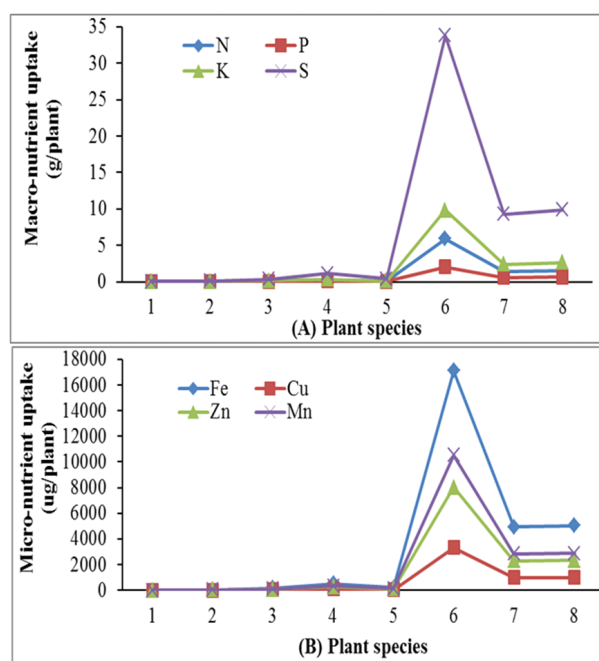 Macro-nutrient uptake
(g/plant)
35
30
25
20
15
10
5
0
N
P
K
S
1 2 3 4 5 6 7 8
(A) Plant species
Micro-nutrient uptake
(ug/plant)
18000
16000
14000
12000
10000
8000
6000
4000
2000
0
Fe
Cu
Zn
Mn
1 2 3 4 5 6 7 8
(B) Plant species